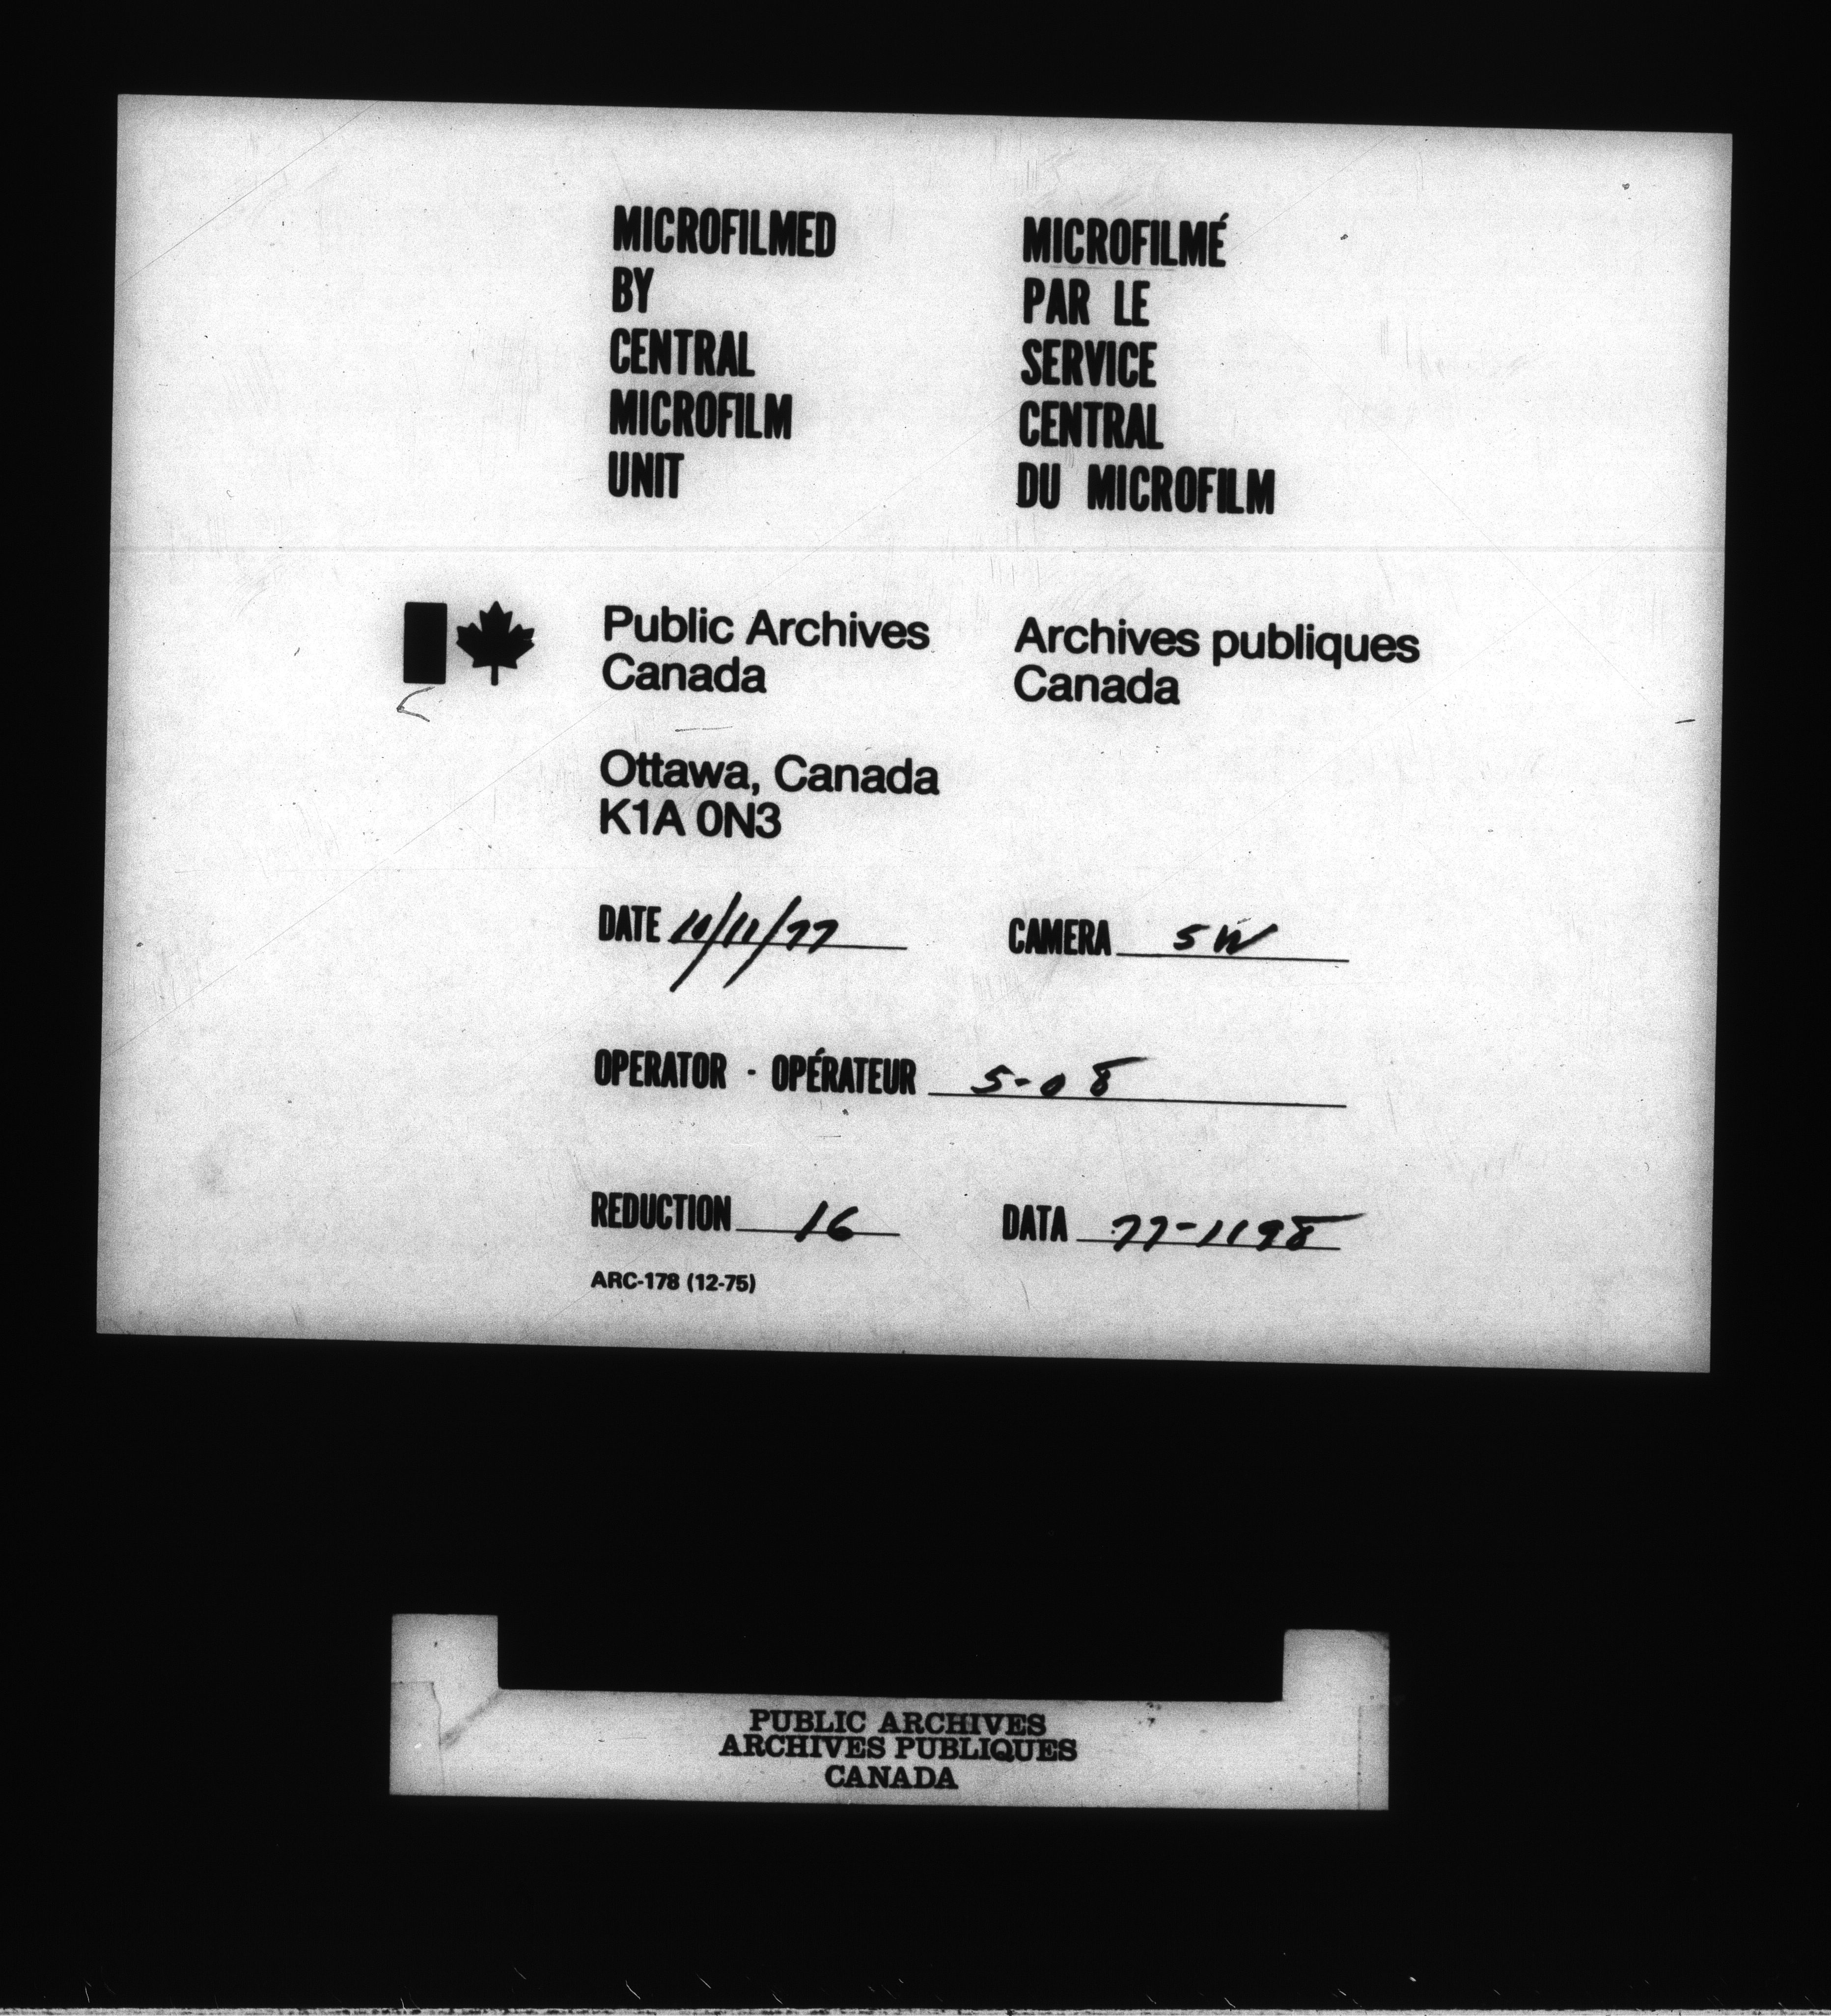 MICROFILMED
BY
CENTRAL
MICROFILM
UNIT
MICROFILMÉ
PAR LE
SERVICE
CENTRAL
DU MICROFILM
Public Archives
Canada
Archives publiques
Canada
Ottawa, Canada
K1A 0N3
DATE 10/11/77
CAMERA 5W
OPERATOR - OPÉRATEUR 5-08
REDUCTION 16
DATA 77-1198
ARC-178 (12-75)
PUBLIC ARCHIVES
ARCHIVES PUBLIQUES
CANADA